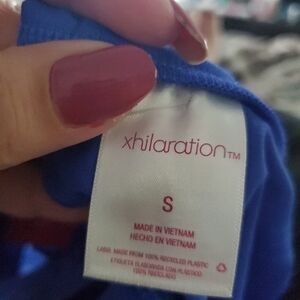 xhilaration™
S
MADE IN VIETNAM
HECHO EN VIETNAM
LABEL MADE FROM 100% RECYCLED PLASTIC
ETIQUETA ELABORADA CON PLÁSTICO
100% RECICLADO